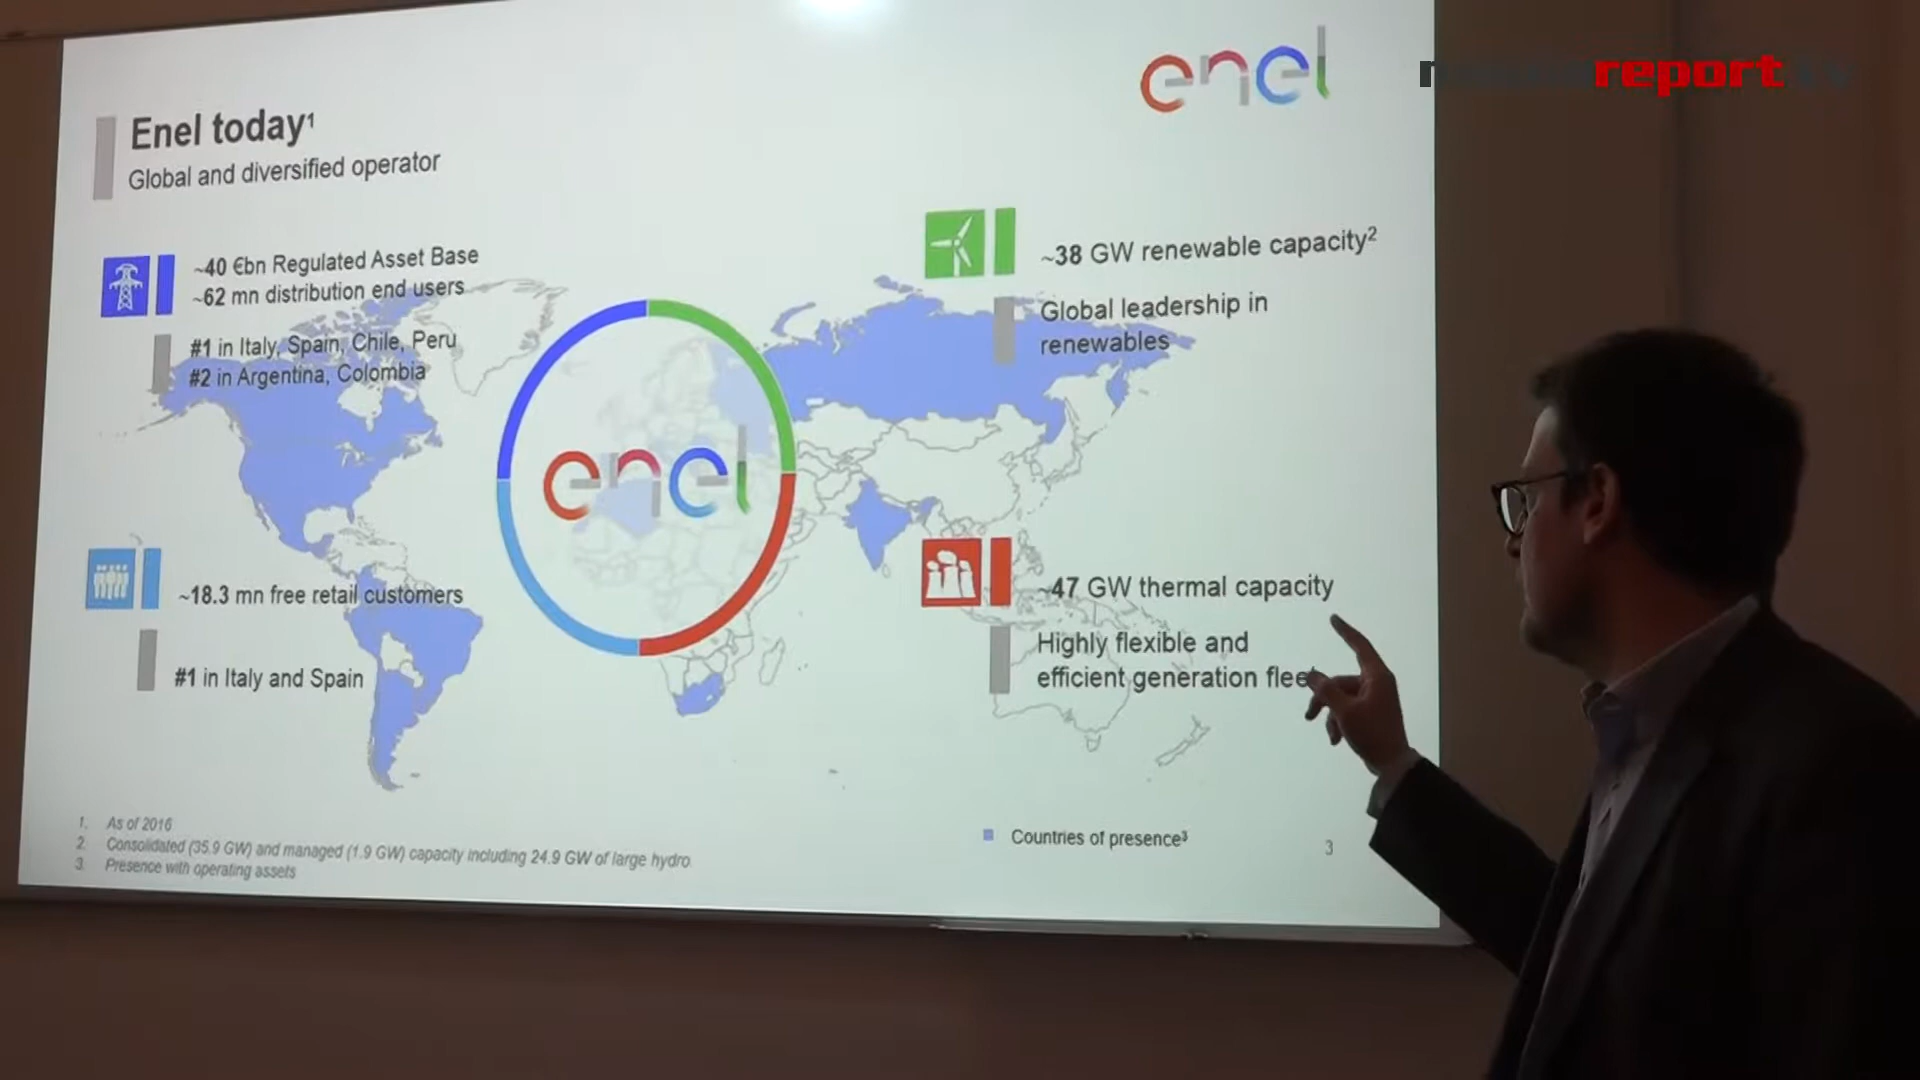 enel
report
Enel today¹
Global and diversified operator
~40 €bn Regulated Asset Base
~62 mn distribution end users
#1 in Italy, Spain, Chile, Peru
#2 in Argentina, Colombia
~38 GW renewable capacity²
Global leadership in
renewables
enel
~18.3 mn free retail customers
#1 in Italy and Spain
~47 GW thermal capacity
Highly flexible and
efficient generation fleet
1. As of 2016
2. Consolidated (35.9 GW) and managed (1.9 GW) capacity including 24.9 GW of large hydro
3. Presence with operating assets
Countries of presence³
3